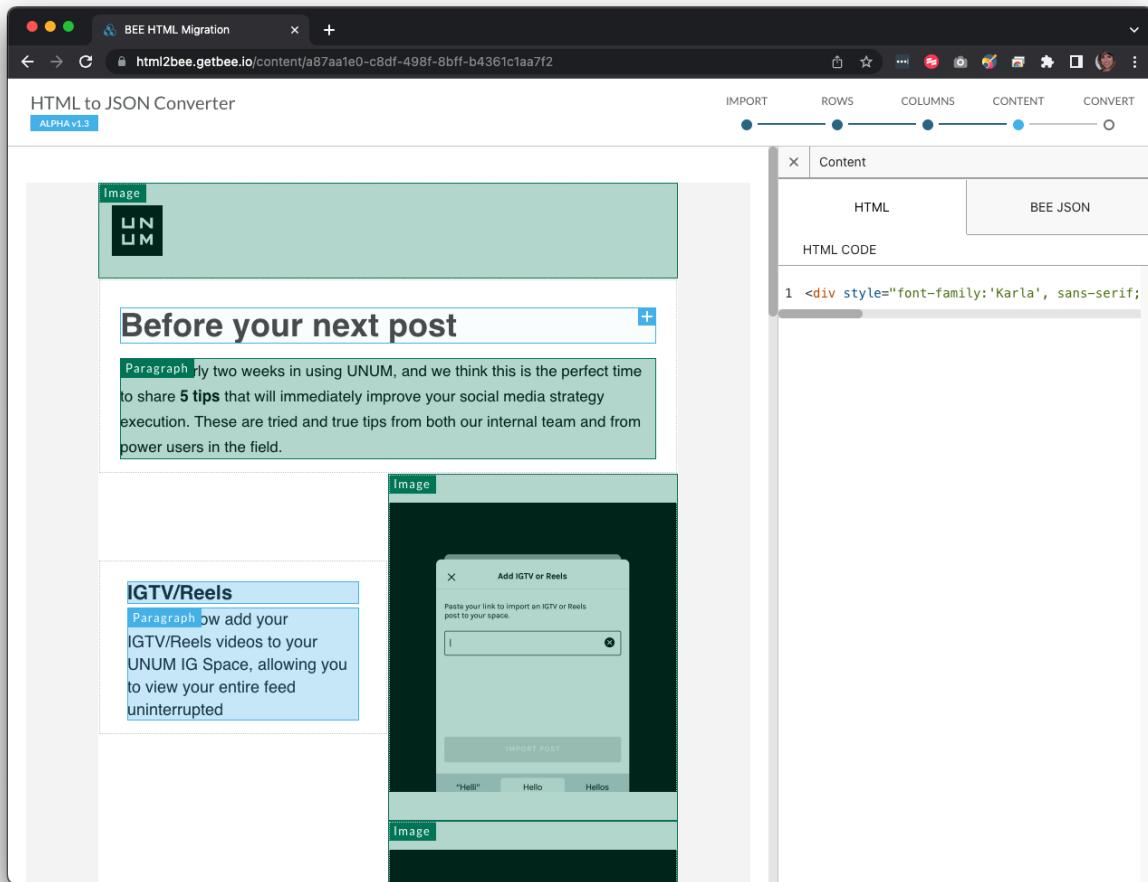 BEE HTML Migration
html2bee.getbee.io/content/a87aa1e0-c8df-498f-8bff-b4361c1aa7f2
HTML to JSON Converter
ALPHA v1.3
IMPORT
ROWS
COLUMNS
CONTENT
CONVERT
Content
HTML
BEE JSON
HTML CODE
1 <div style="font-family:'Karla', sans-serif;
Image
UN
UM
Before your next post
+
Paragraph
rly two weeks in using UNUM, and we think this is the perfect time
to share 5 tips that will immediately improve your social media strategy
execution. These are tried and true tips from both our internal team and from
power users in the field.
Image
Add IGTV or Reels
Paste your link to import an IGTV or Reels
post to your space.
IMPORT POST
"Helli"
Hello
Hellos
IGTV/Reels
Paragraph
ow add your
IGTV/Reels videos to your
UNUM IG Space, allowing you
to view your entire feed
uninterrupted
Image